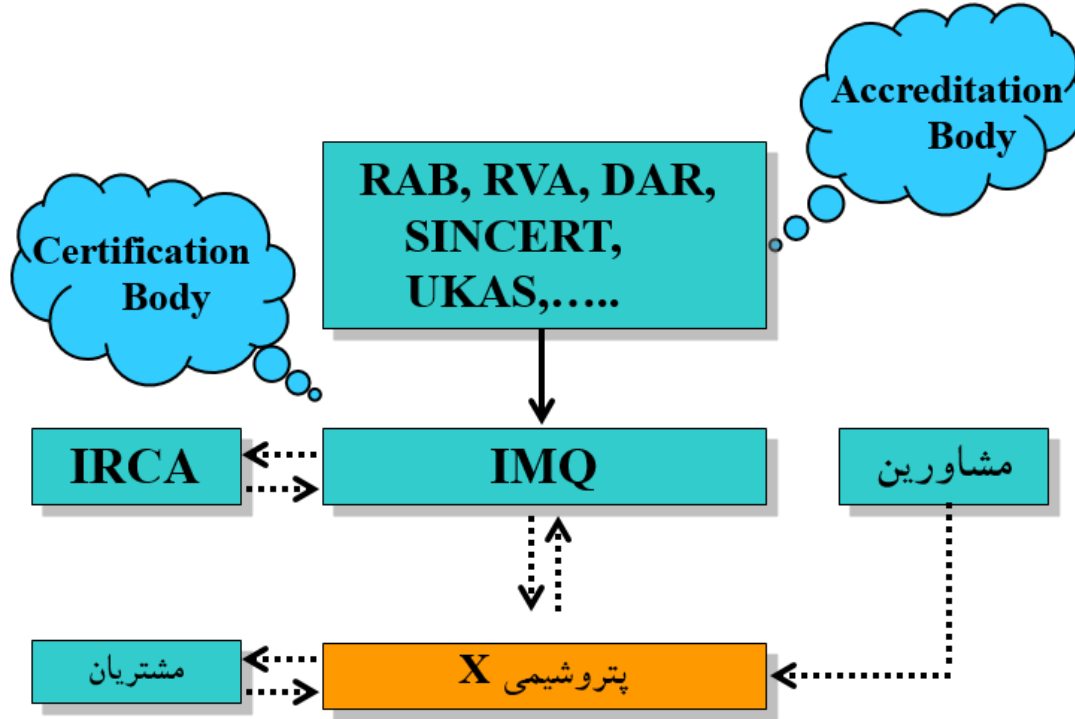 Accreditation
Body
RAB, RVA, DAR,
SINCERT,
UKAS,.....
Certification
Body
IRCA
IMQ
مشاورین
مشتریان
پتروشیمی X